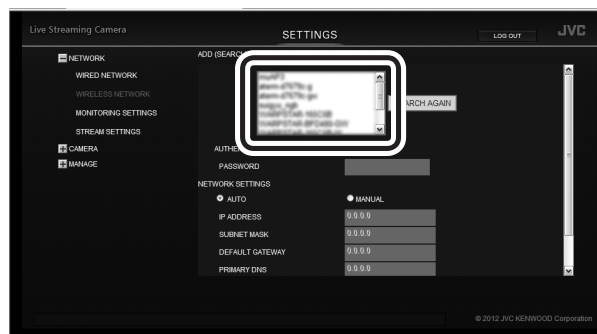 Live Streaming Camera
SETTINGS
LOG OUT
JVC
NETWORK
WIRED NETWORK
WIRELESS NETWORK
MONITORING SETTINGS
STREAM SETTINGS
CAMERA
MANAGE
ADD (SEARCH
ARCH AGAIN
AUTHE
PASSWORD
NETWORK SETTINGS
AUTO
MANUAL
IP ADDRESS
0.0.0.0
SUBNET MASK
0.0.0.0
DEFAULT GATEWAY
0.0.0.0
PRIMARY DNS
0.0.0.0
© 2012 JVC KENWOOD Corporation